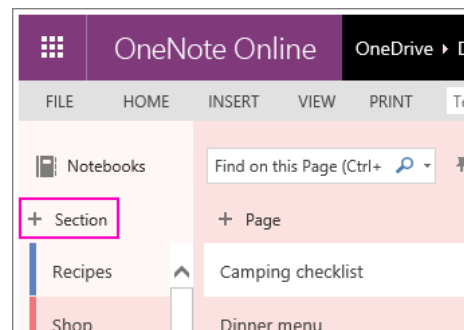 OneNote Online OneDrive
FILE HOME INSERT VIEW PRINT
Notebooks Find on this Page (Ctrl+
+ Section + Page
Recipes Camping checklist
Shop Dinner menu